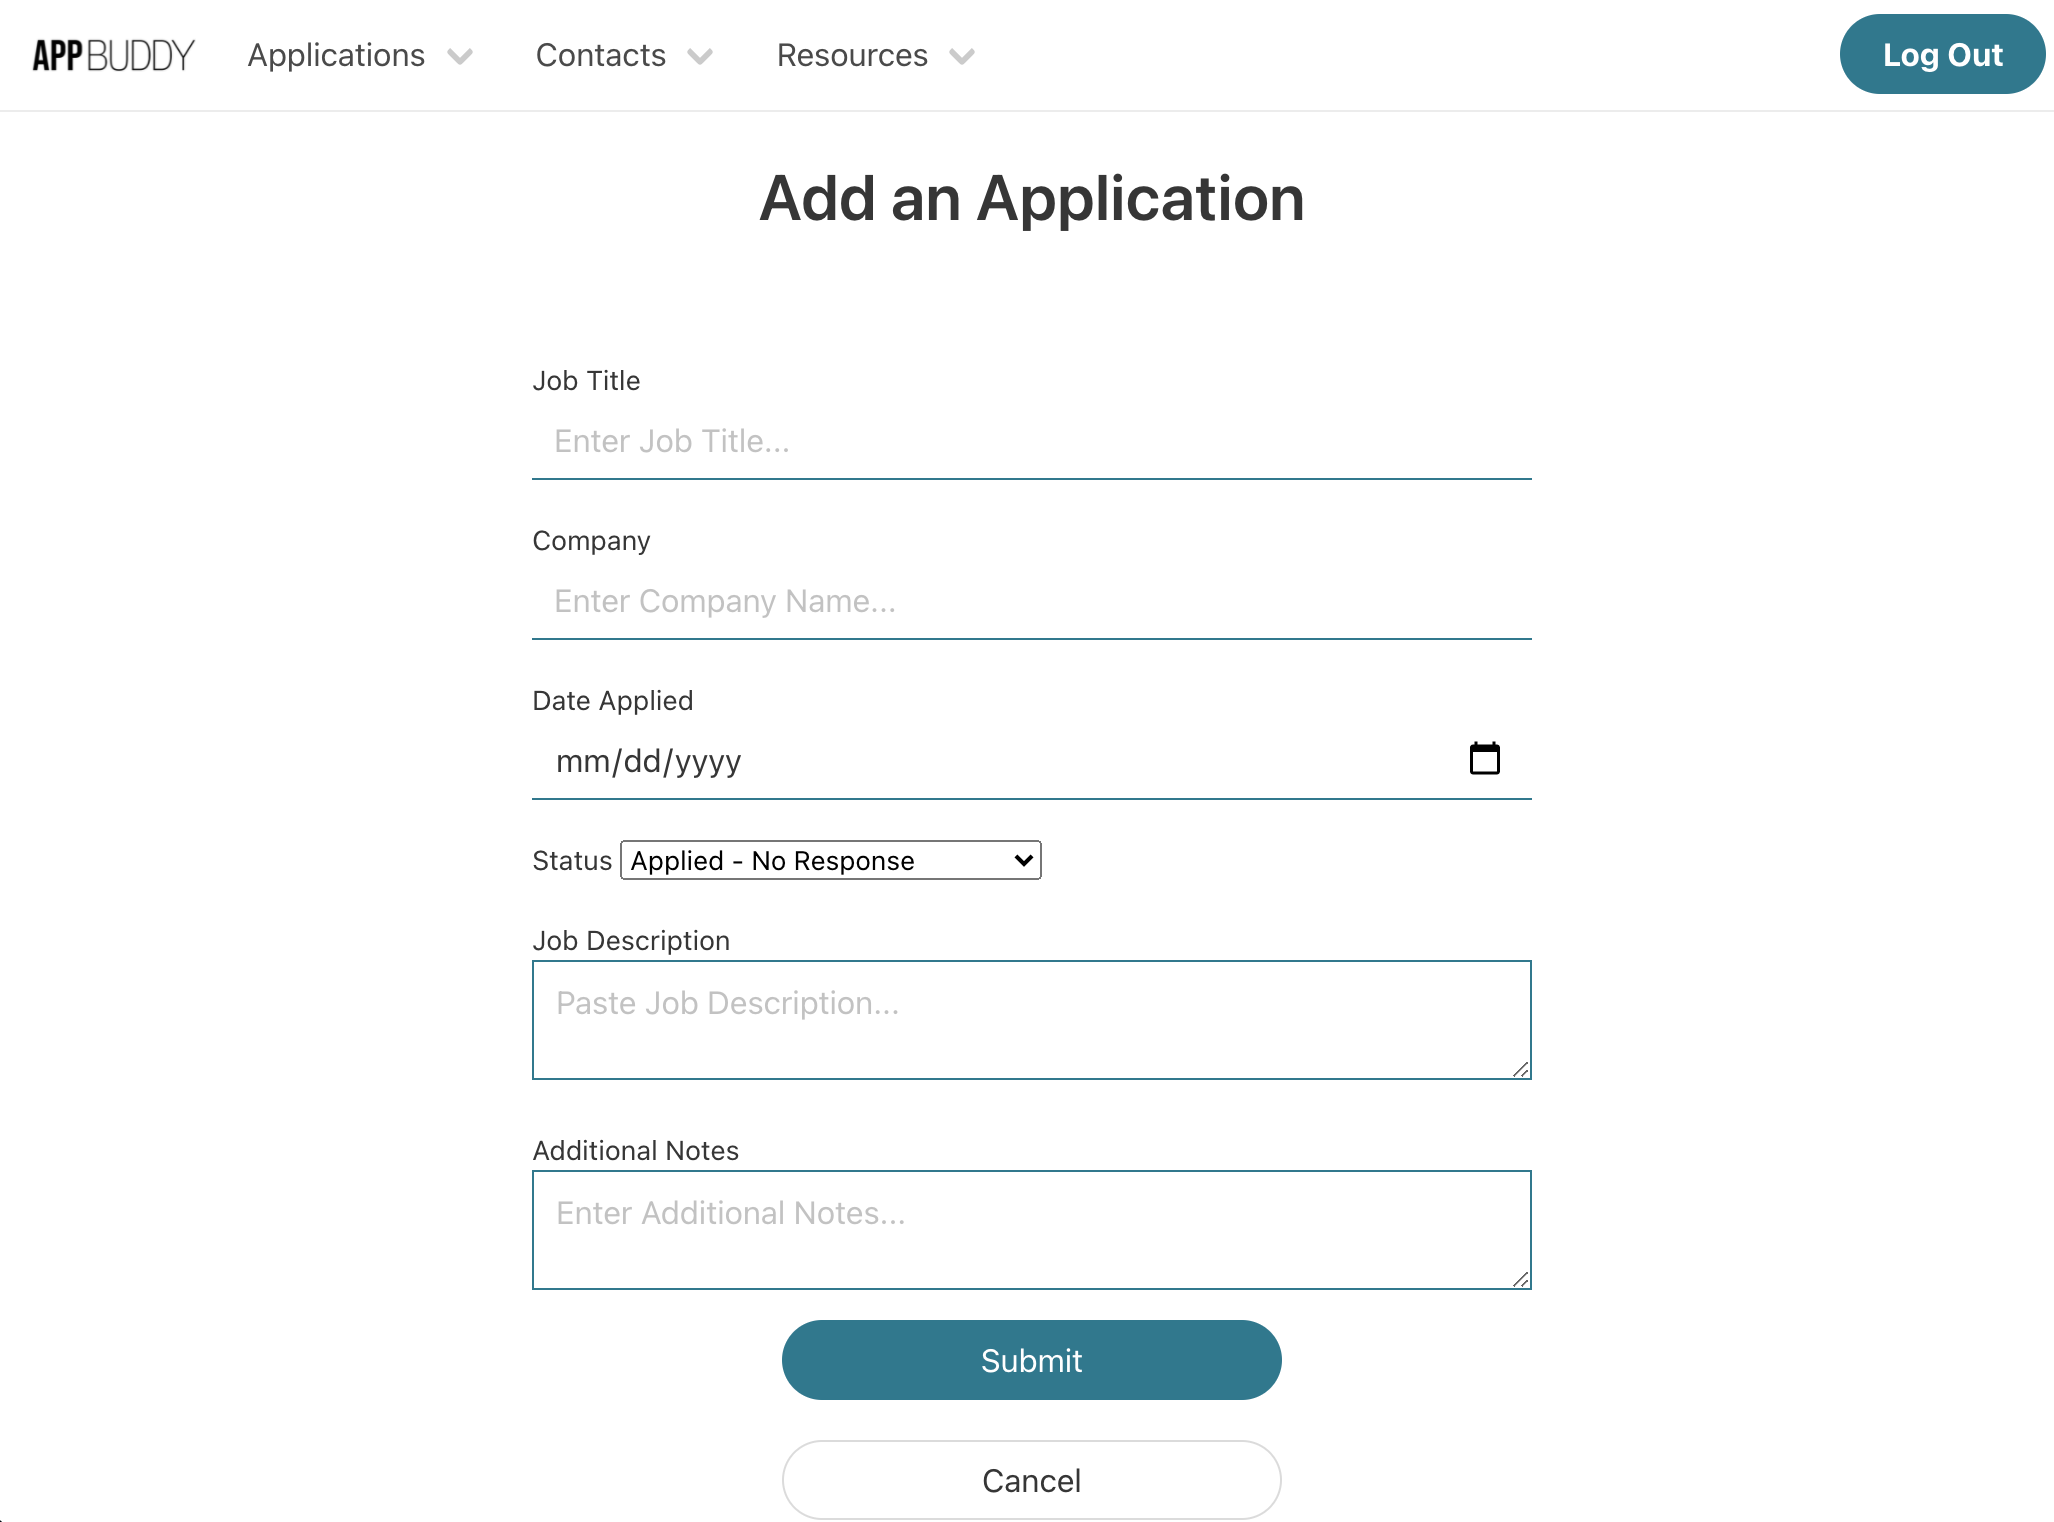 APPBUDDY Applications Contacts Resources Log Out
Add an Application
Job Title
Enter Job Title...
Company
Enter Company Name...
Date Applied
mm/dd/yyyy
Status Applied - No Response
Job Description
Paste Job Description...
Additional Notes
Enter Additional Notes...
Submit
Cancel